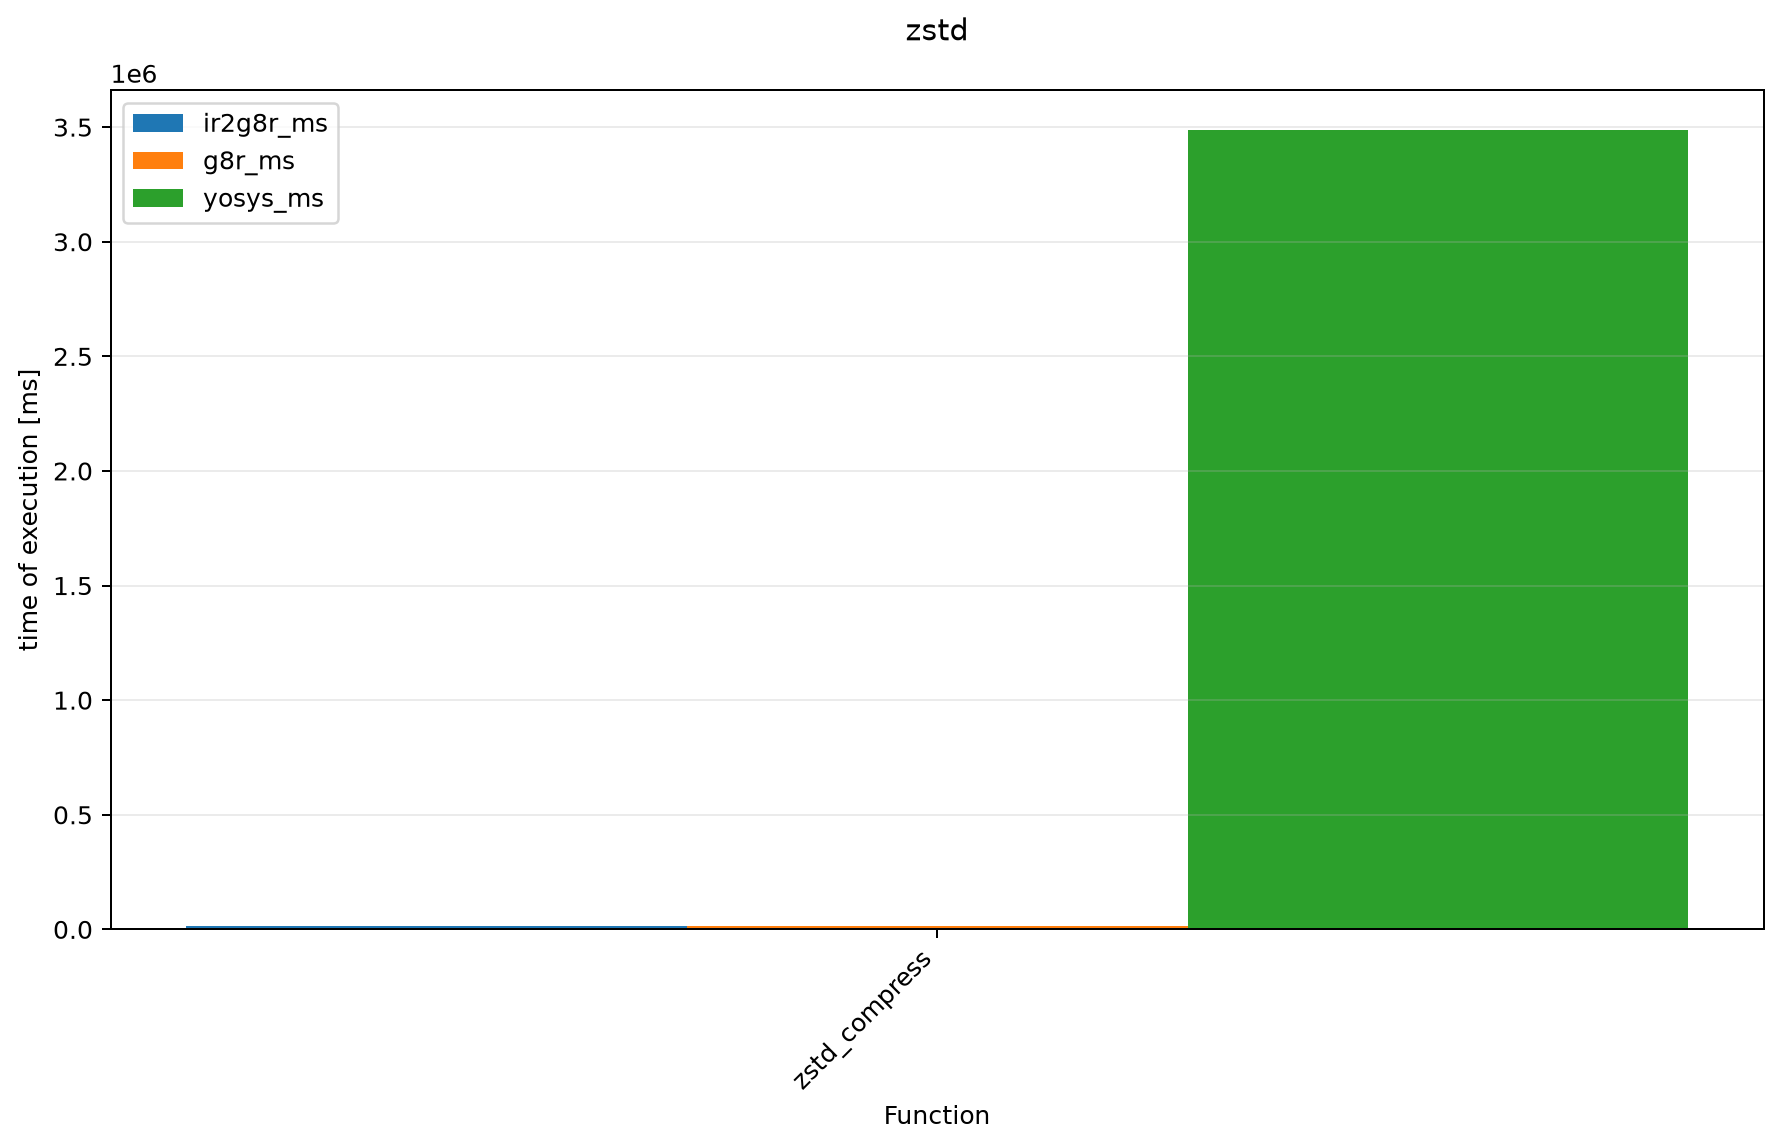 zstd
1e6
3.5
3.0
2.5
2.0
1.5
1.0
0.5
0.0
time of execution [ms]
ir2g8r_ms
g8r_ms
yosys_ms
zstd_compress
Function